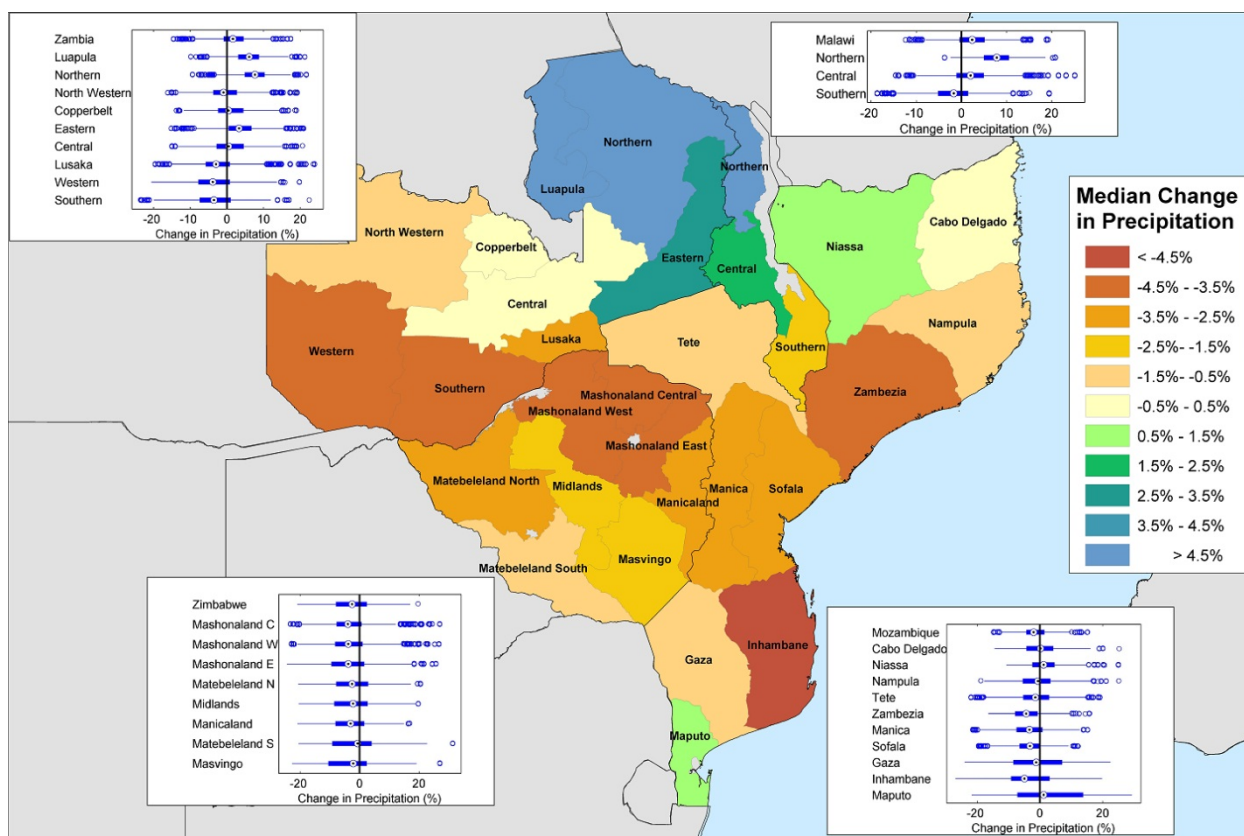 Zambia
Luapula
Northern
North Western
Copperbelt
Eastern
Central
Lusaka
Western
Southern
-20 -10 0 10 20
Change in Precipitation (%)
Malawi
Northern
Central
Southern
-20 -10 0 10 20
Change in Precipitation (%)
Northern
Northern
Luapula
North Western
Copperbelt
Eastern
Central
Niassa
Cabo Delgado
Central
Nampula
Western
Lusaka
Tete
Southern
Southern
Zambezia
Mashonaland Central
Mashonaland West
Mashonaland East
Matebeleland North
Midlands
Manicaland
Manica
Sofala
Matebeleland South
Masvingo
Gaza
Inhambane
Maputo
Median Change
in Precipitation
< -4.5%
-4.5% - -3.5%
-3.5% - -2.5%
-2.5% - -1.5%
-1.5% - -0.5%
-0.5% - 0.5%
0.5% - 1.5%
1.5% - 2.5%
2.5% - 3.5%
3.5% - 4.5%
> 4.5%
Zimbabwe
Mashonaland C
Mashonaland W
Mashonaland E
Matebeleland N
Midlands
Manicaland
Matebeleland S
Masvingo
-20 0 20
Change in Precipitation (%)
Mozambique
Cabo Delgado
Niassa
Nampula
Tete
Zambezia
Manica
Sofala
Gaza
Inhambane
Maputo
-20 0 20
Change in Precipitation (%)